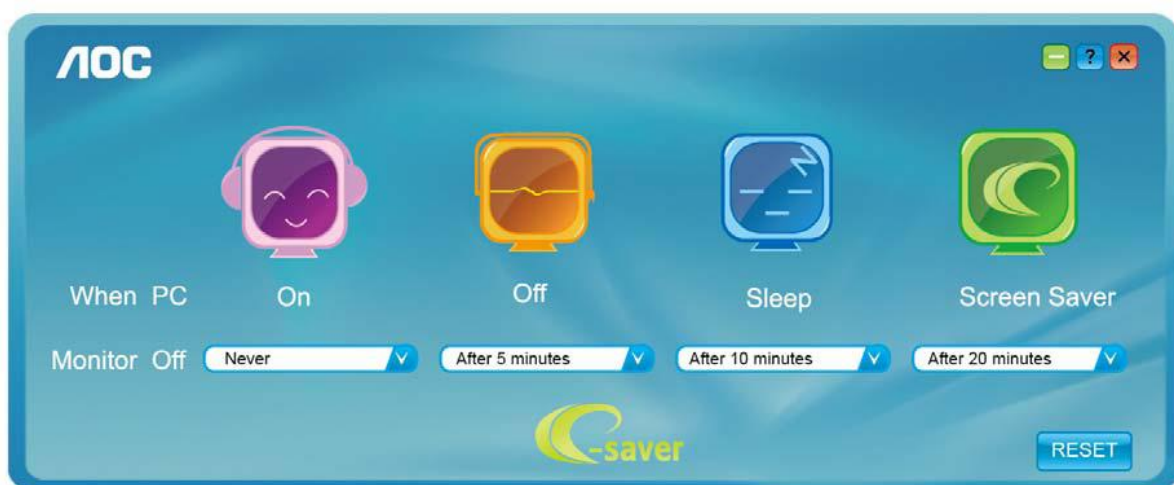 AOC
?
When PC On Off Sleep Screen Saver
Monitor Off Never After 5 minutes After 10 minutes After 20 minutes
e-saver
RESET